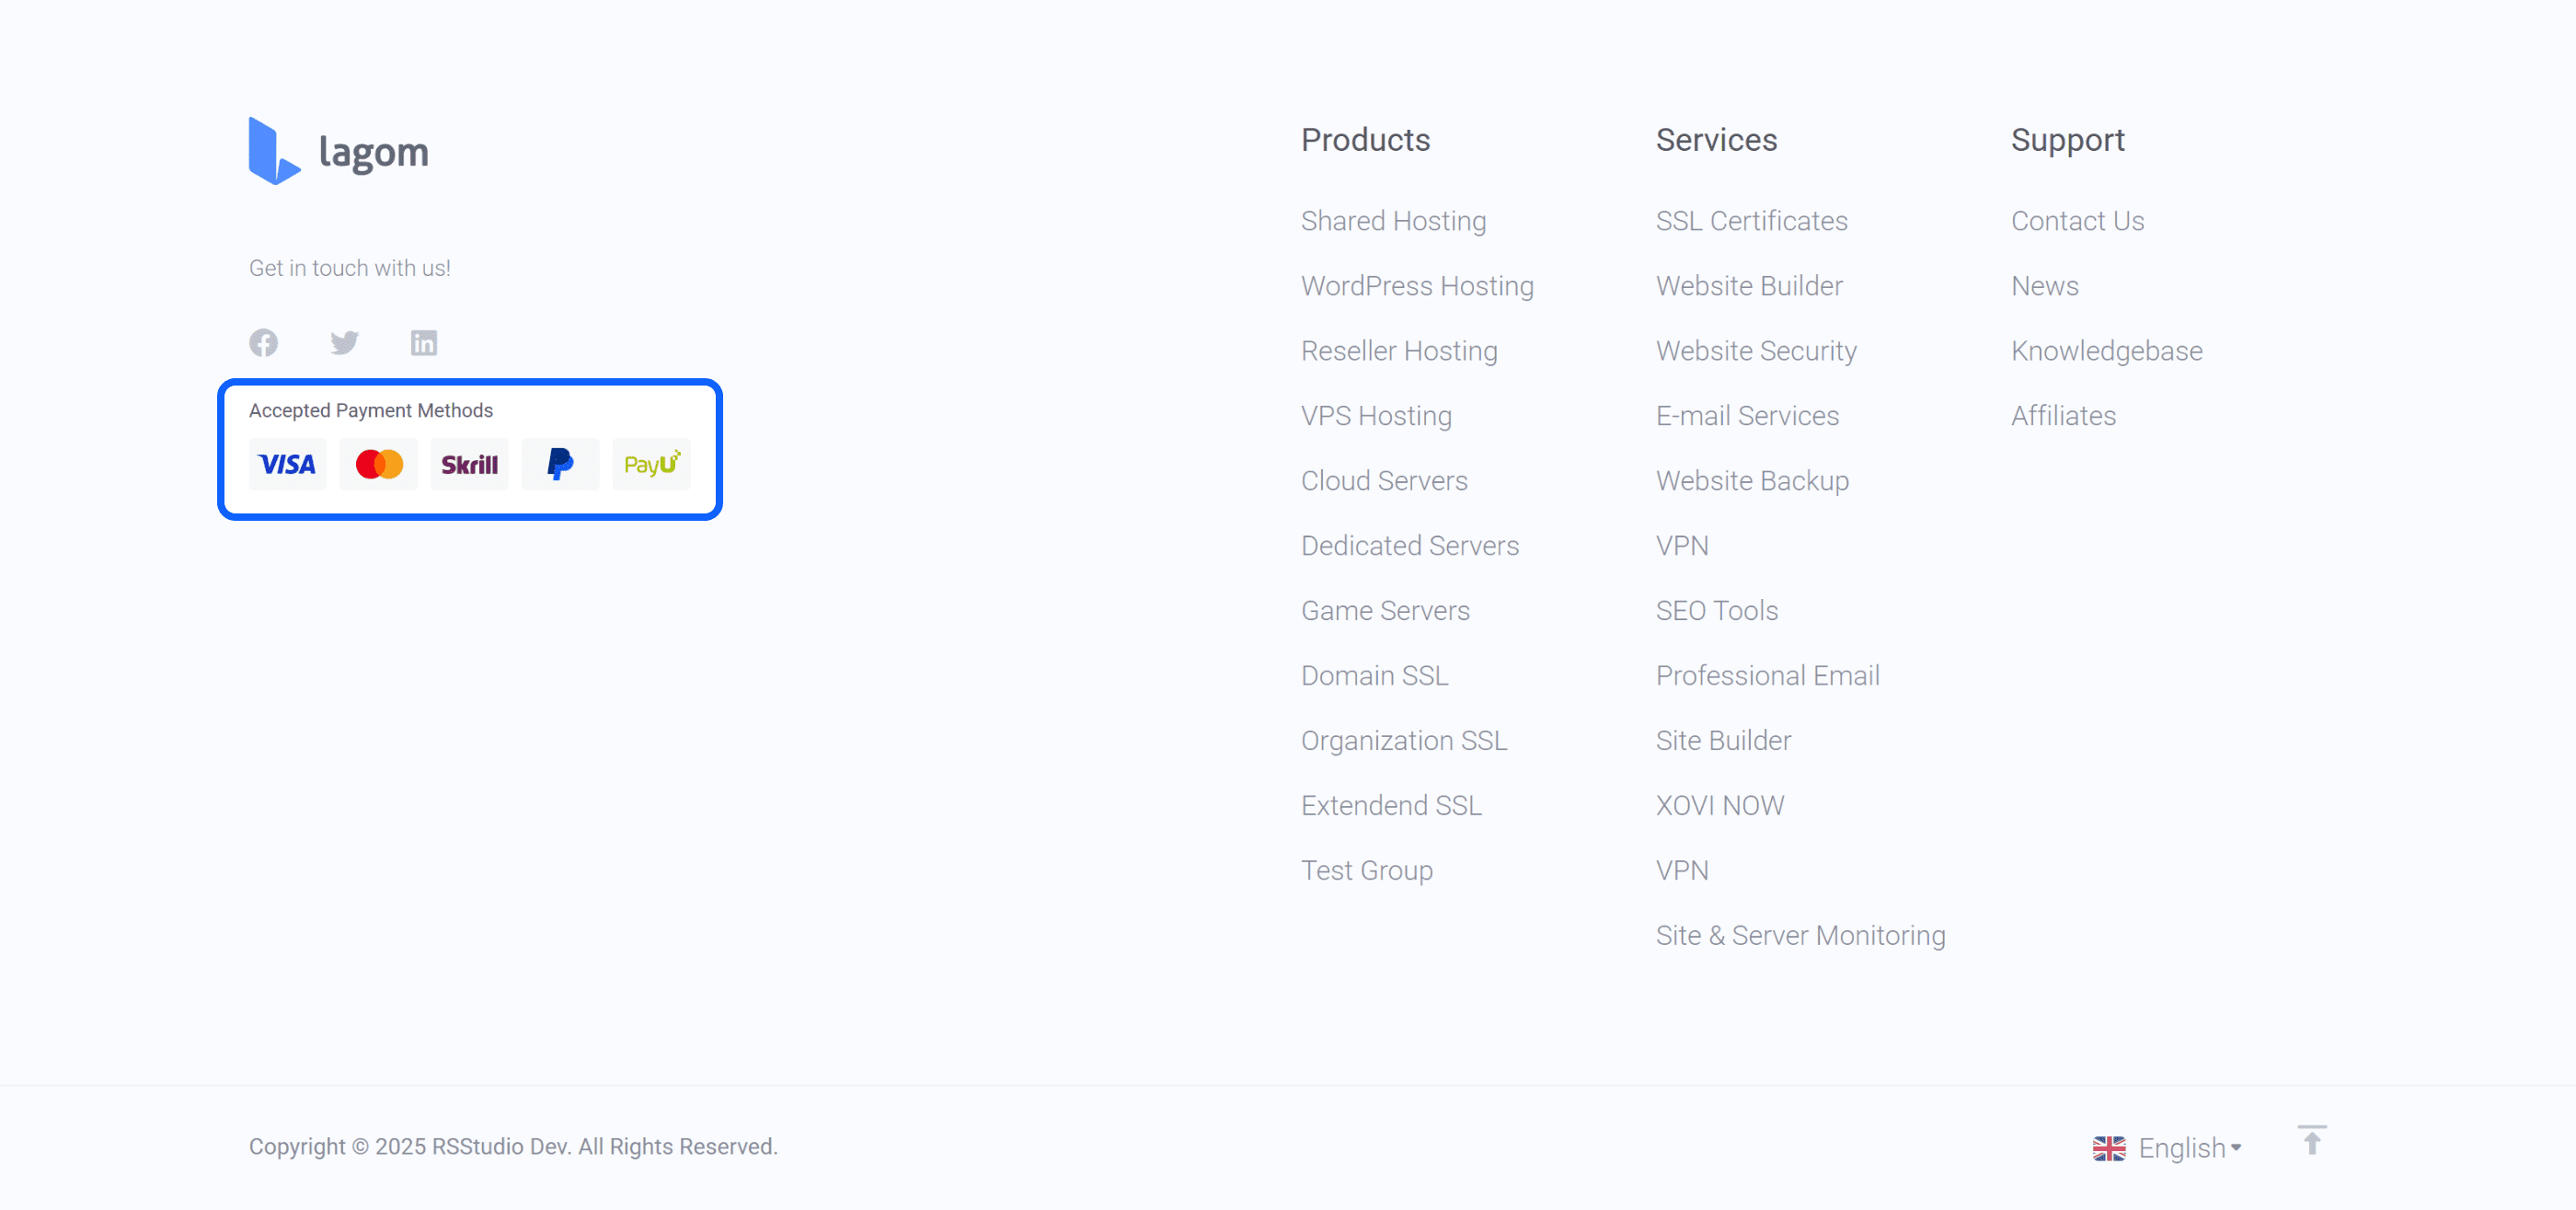 lagom
Get in touch with us!
Accepted Payment Methods
VISA Skrill PayU
Products
Shared Hosting
WordPress Hosting
Reseller Hosting
VPS Hosting
Cloud Servers
Dedicated Servers
Game Servers
Domain SSL
Organization SSL
Extendend SSL
Test Group
Services
SSL Certificates
Website Builder
Website Security
E-mail Services
Website Backup
VPN
SEO Tools
Professional Email
Site Builder
XOVI NOW
VPN
Site & Server Monitoring
Support
Contact Us
News
Knowledgebase
Affiliates
Copyright © 2025 RSStudio Dev. All Rights Reserved.
English